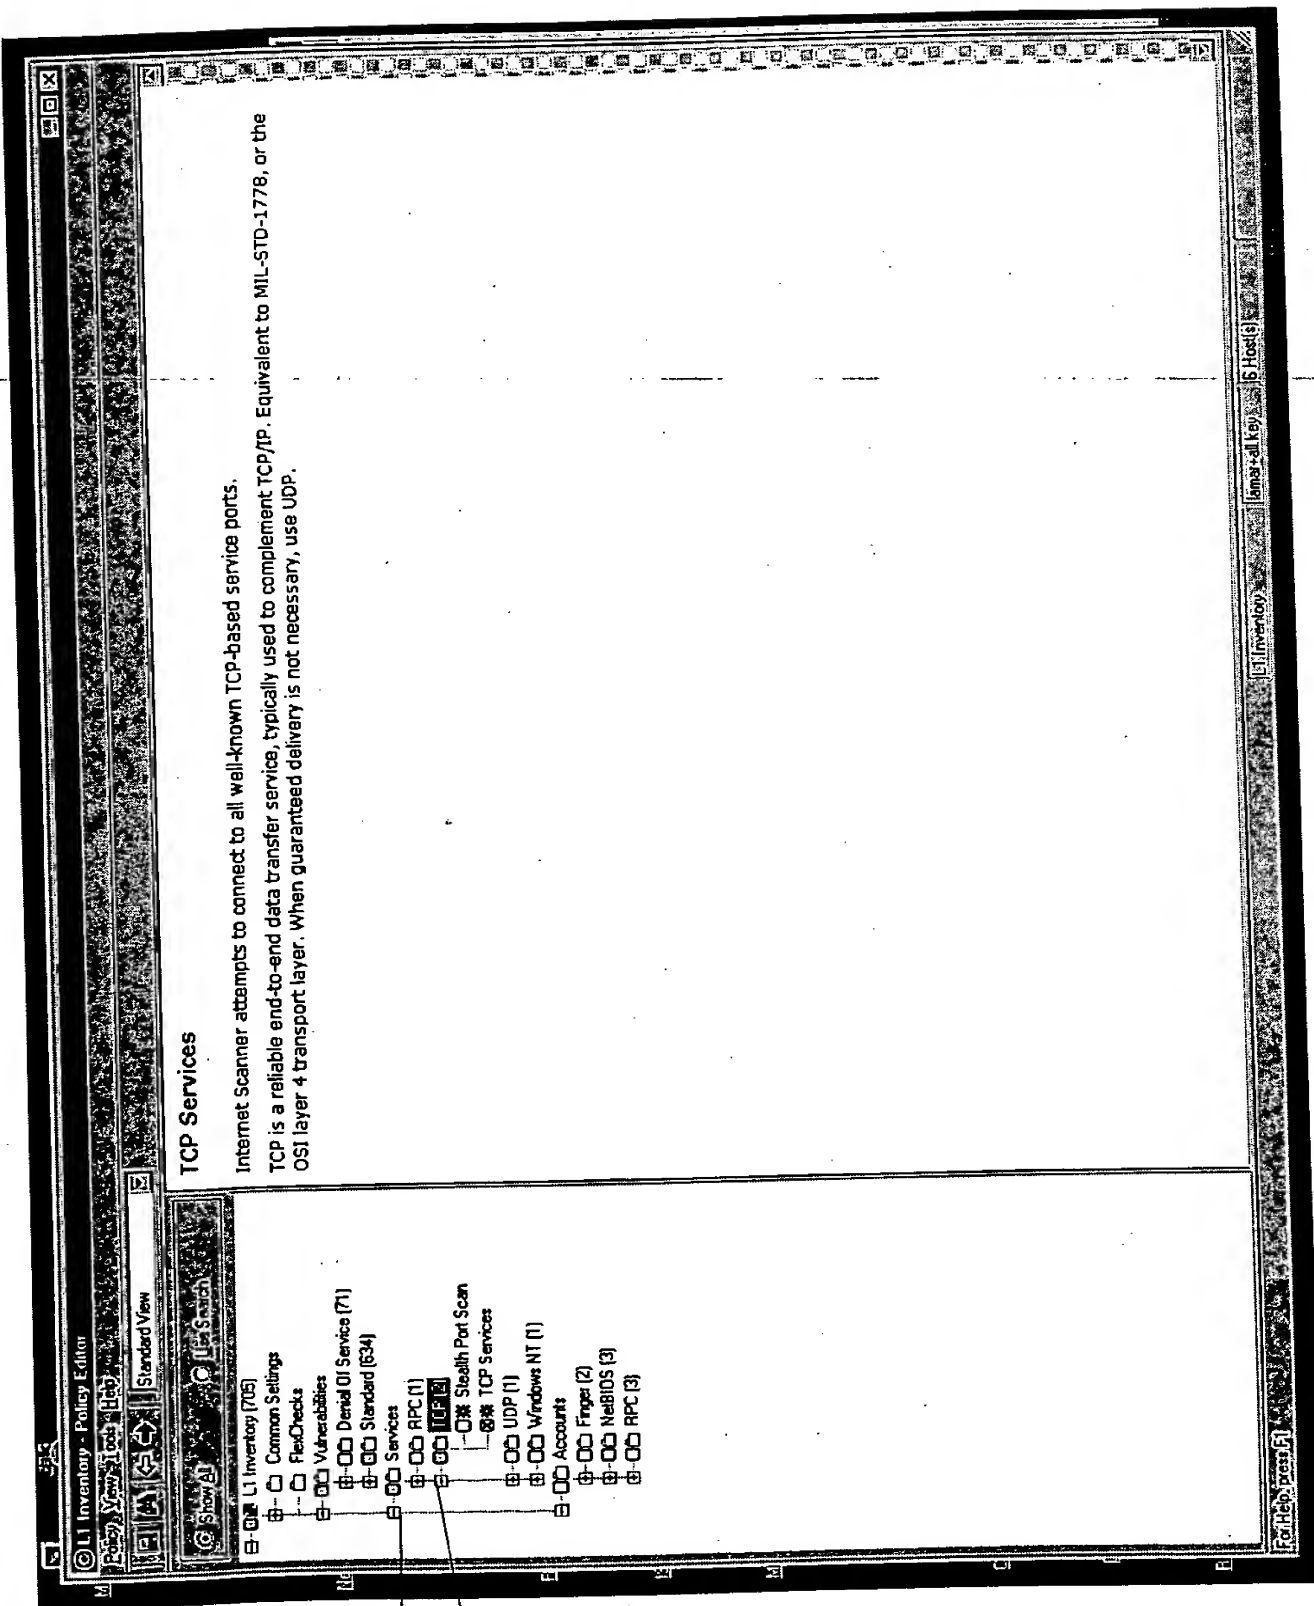 L1 Inventory - Policy Editor
Policy View Tools Help
Standard View
Show All
L1 Inventory [705]
Common Settings
FlexChecks
Vulnerabilities
Denial Of Service [71]
Standard [634]
Services
RPC [1]
TCP [2]
Stealth Port Scan
TCP Services
UDP [1]
Windows NT [1]
Accounts
Finger [2]
NetBIOS [3]
RPC [3]
TCP Services
Internet Scanner attempts to connect to all well-known TCP-based service ports.
TCP is a reliable end-to-end data transfer service, typically used to complement TCP/IP. Equivalent to MIL-STD-1778, or the
OSI layer 4 transport layer. When guaranteed delivery is not necessary, use UDP.
For Help, press F1
L1 Inventory
lamar+all.key
6 Host(s)